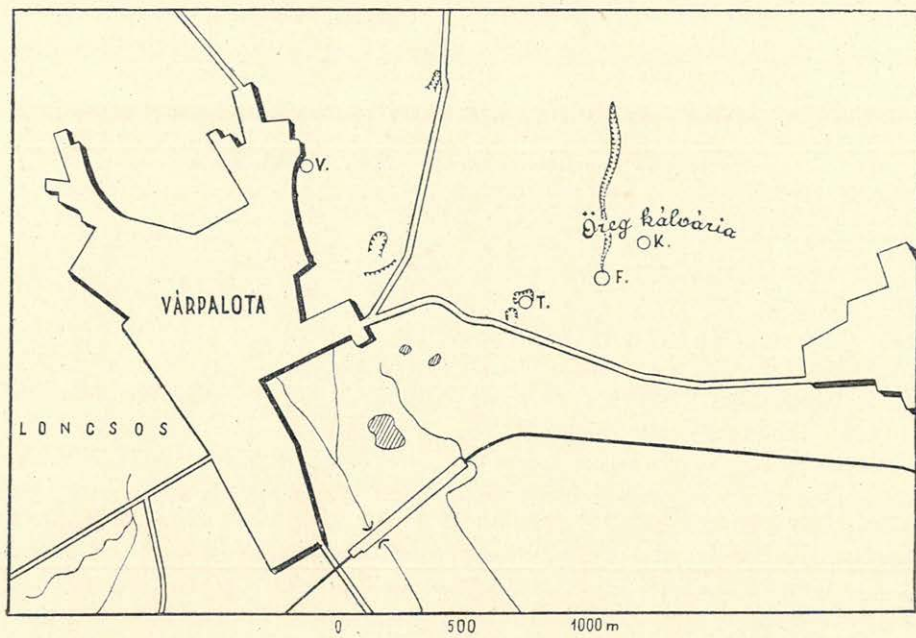 V.
Öreg kálvária
K.
F.
VÁRPALOTA
T.
LONCSOS
0 500 1000 m